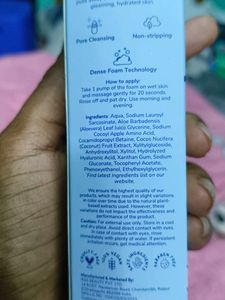 gleaming, hydrated skin.
Pore Cleansing
Non-stripping
Dense Foam Technology
How to apply:
Take 1 pump of the foam on wet skin
and massage gently for 20 seconds.
Rinse off and pat dry. Use morning and
evening.
Ingredients: Aqua, Sodium Lauroyl
Sarcosinate, Aloe Barbadensis
(Aloevera) Leaf Juice, Glycerine, Sodium
Cocoyl Apple Amino Acid,
Cocamidopropyl Betaine, Cocos Nucifera
(Coconut) Fruit Extract, Xylitylglucoside,
Anhydroxylitol, Xylitol, Hydrolyzed
Hyaluronic Acid, Xanthan Gum, Sodium
Gluconate, Tocopheryl Acetate,
Phenoxyethanol, Ethylhexylglycerin.
Find latest ingredients list on our
website.
We ensure the highest quality of our
products, which may result in slight variations
in color over time due to the natural plant-
based extracts used. However, these
variations do not impact the effectiveness and
performance of the product.
Caution: For external use only. Store in a cool
and dry place. Avoid direct contact with eyes.
In case of contact with eyes, rinse
immediately with plenty of water. If persistent
irritation occurs, get medical attention.